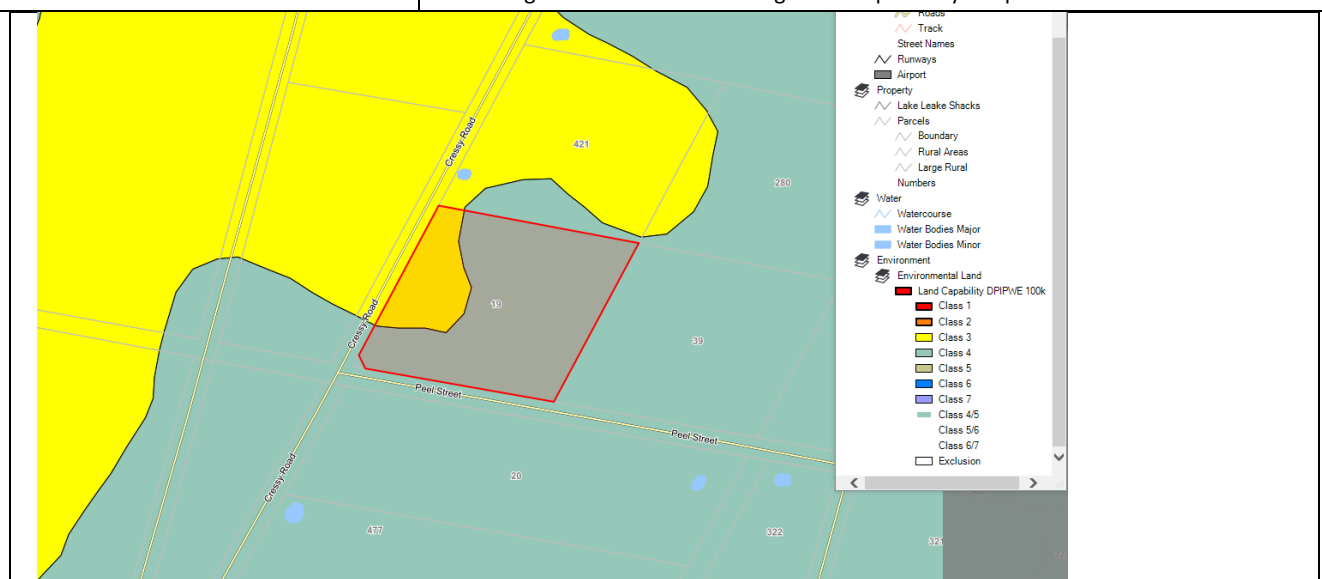 Roads
Track
Street Names
Runways
Airport
Property
Lake Leake Shacks
Parcels
Boundary
Rural Areas
Large Rural
Numbers
Water
Watercourse
Water Bodies Major
Water Bodies Minor
Environment
Environmental Land
Land Capability DPIPWE 100k
Class 1
Class 2
Class 3
Class 4
Class 5
Class 6
Class 7
Class 4/5
Class 5/6
Class 6/7
Exclusion
Cressy Road
421
280
19
Cressy Road
39
Peel Street
Peel Street
Cressy Road
20
477
322
321